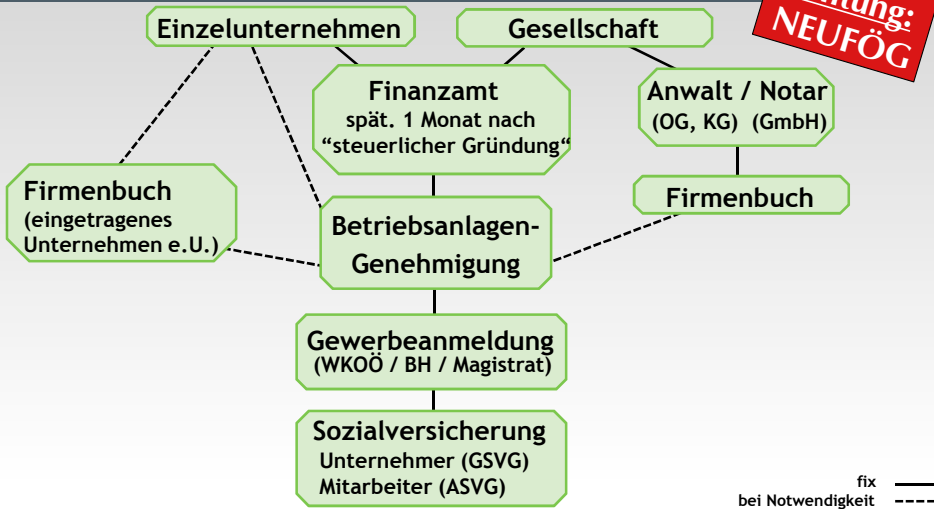 Einzelunternehmen
Gesellschaft
NEUFÖG
Finanzamt
spät. 1 Monat nach
“steuerlicher Gründung“
Anwalt / Notar
(OG, KG) (GmbH)
Firmenbuch
(eingetragenes
Unternehmen e.U.)
Firmenbuch
Betriebsanlagen-
Genehmigung
Gewerbeanmeldung
(WKOÖ / BH / Magistrat)
Sozialversicherung
Unternehmer (GSVG)
Mitarbeiter (ASVG)
fix
bei Notwendigkeit